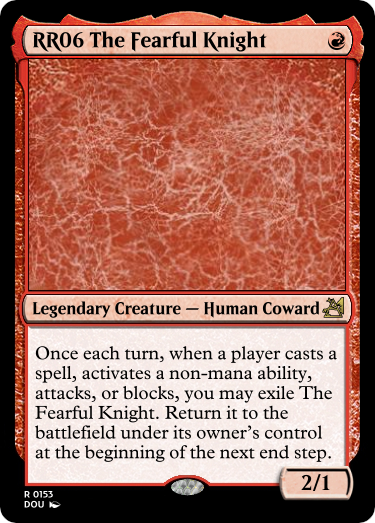 RR06 The Fearful Knight
Legendary Creature — Human Coward
Once each turn, when a player casts a
spell, activates a non-mana ability,
attacks, or blocks, you may exile The
Fearful Knight. Return it to the
battlefield under its owner's control
at the beginning of the next end step.
2/1
R 0153
DOU